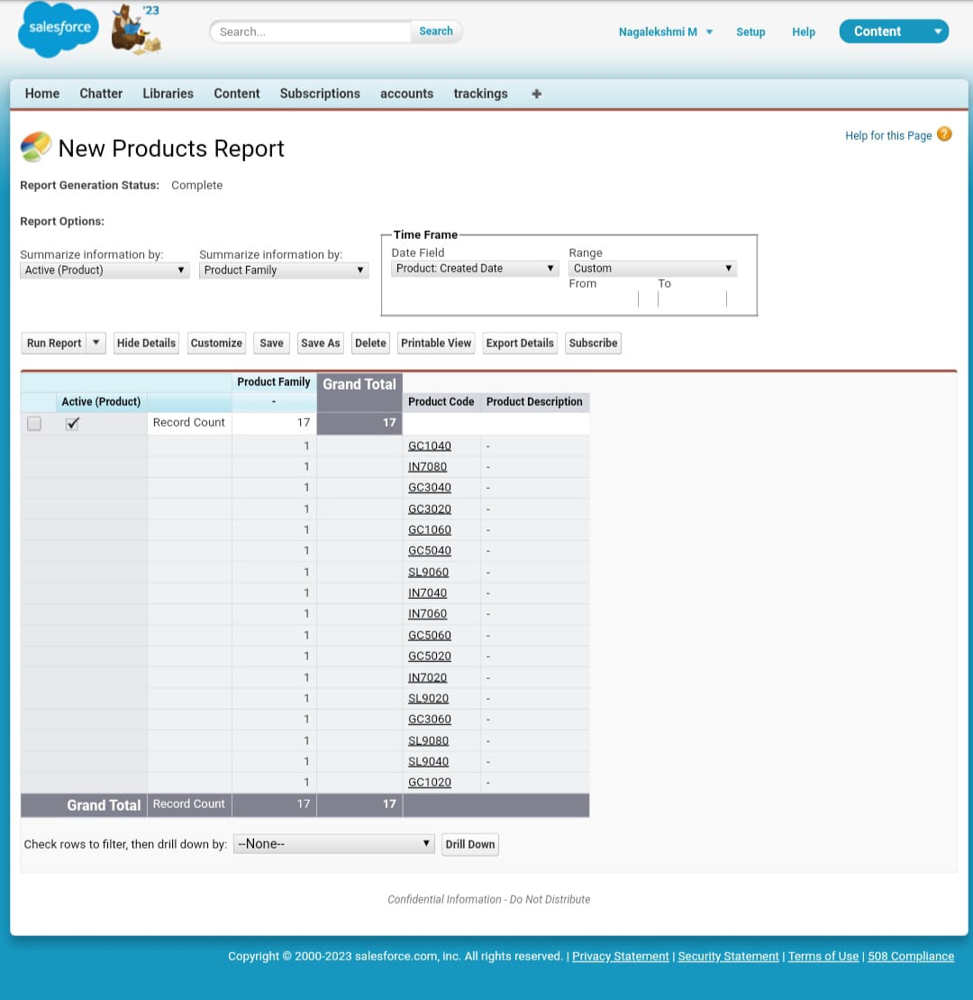 salesforce
'23
Search...
Search
Nagalekshmi M
Setup
Help
Content
Home
Chatter
Libraries
Content
Subscriptions
accounts
trackings
New Products Report
Help for this Page
Report Generation Status: Complete
Report Options:
Summarize information by:
Active (Product)
Summarize information by:
Product Family
Time Frame
Date Field
Product: Created Date
Range
Custom
From
To
Run Report
Hide Details
Customize
Save
Save As
Delete
Printable View
Export Details
Subscribe
Product Family
Grand Total
Active (Product) - Product Code Product Description
Record Count 17 17
1 GC1040 -
1 IN7080 -
1 GC3040 -
1 GC3020 -
1 GC1060 -
1 GC5040 -
1 SL9060 -
1 IN7040 -
1 IN7060 -
1 GC5060 -
1 GC5020 -
1 IN7020 -
1 SL9020 -
1 GC3060 -
1 SL9080 -
1 SL9040 -
1 GC1020 -
Grand Total Record Count 17 17
Check rows to filter, then drill down by: --None-- Drill Down
Confidential Information - Do Not Distribute
Copyright © 2000-2023 salesforce.com, inc. All rights reserved. | Privacy Statement | Security Statement | Terms of Use | 508 Compliance